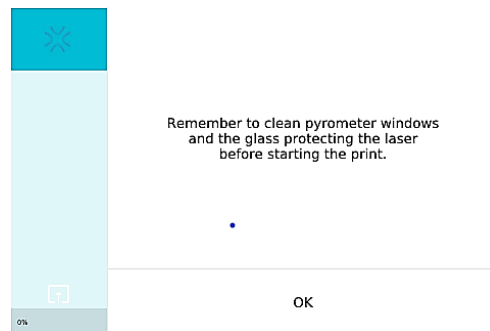 Remember to clean pyrometer windows
and the glass protecting the laser
before starting the print.
OK
0%